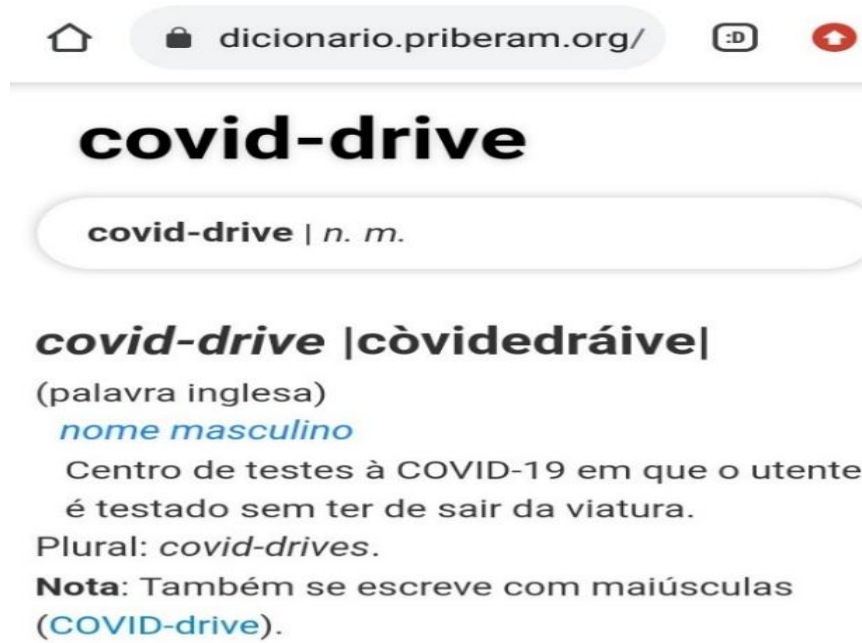 dicionario.priberam.org/ :D
covid-drive
covid-drive | n. m.
covid-drive |còvidedráive|
(palavra inglesa)
nome masculino
Centro de testes à COVID-19 em que o utente
é testado sem ter de sair da viatura.
Plural: covid-drives.
Nota: Também se escreve com maiúsculas
(COVID-drive).